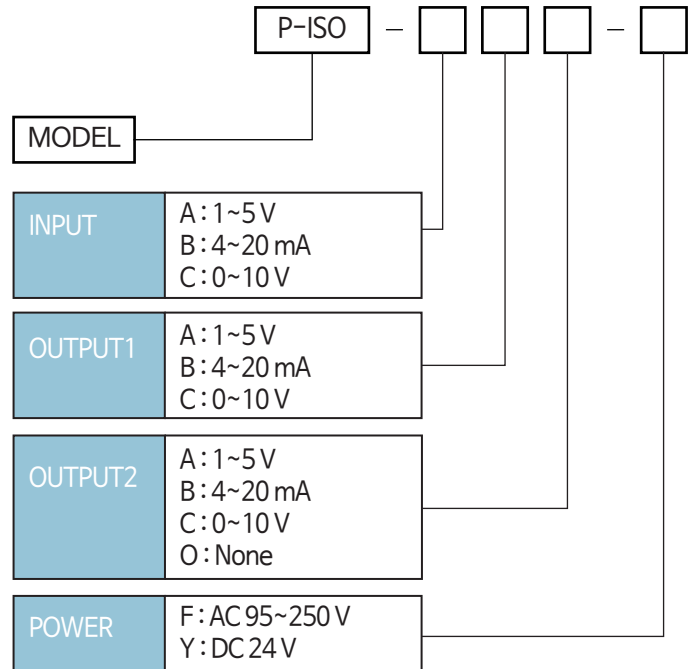 P-ISO – –
MODEL
INPUT
A : 1~5 V
B : 4~20 mA
C : 0~10 V
OUTPUT1
A : 1~5 V
B : 4~20 mA
C : 0~10 V
OUTPUT2
A : 1~5 V
B : 4~20 mA
C : 0~10 V
O : None
POWER
F : AC 95~250 V
Y : DC 24 V